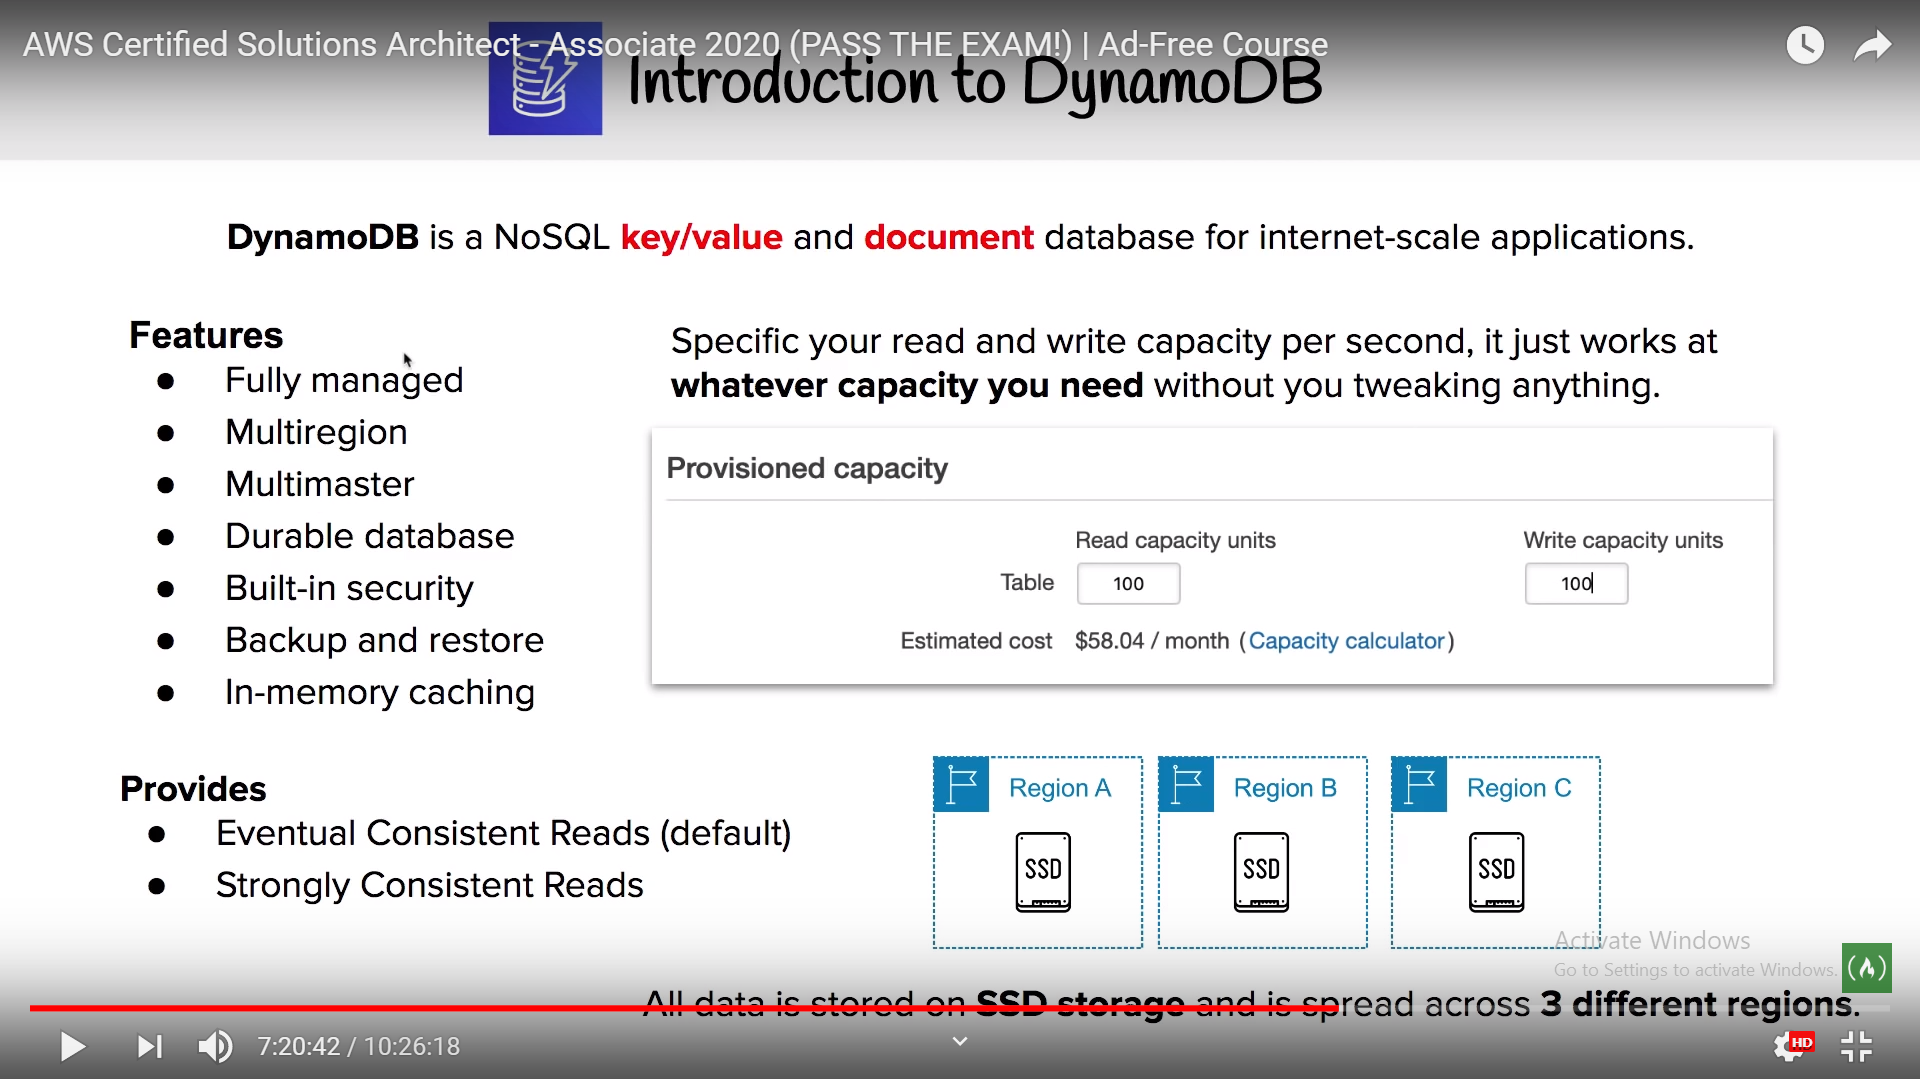 AWS Certified Solutions Architect - Associate 2020 (PASS THE EXAM!) | Ad-Free Course
Introduction to DynamoDB
DynamoDB is a NoSQL key/value and document database for internet-scale applications.
Features
● Fully managed
● Multiregion
● Multimaster
● Durable database
● Built-in security
● Backup and restore
● In-memory caching
Specific your read and write capacity per second, it just works at
whatever capacity you need without you tweaking anything.
Provisioned capacity
Read capacity units Write capacity units
Table 100 100
Estimated cost $58.04 / month (Capacity calculator)
Provides
● Eventual Consistent Reads (default)
● Strongly Consistent Reads
Region A Region B Region C
SSD SSD SSD
Activate Windows
Go to Settings to activate Windows.
All data is stored on SSD storage and is spread across 3 different regions.
7:20:42 / 10:26:18
HD